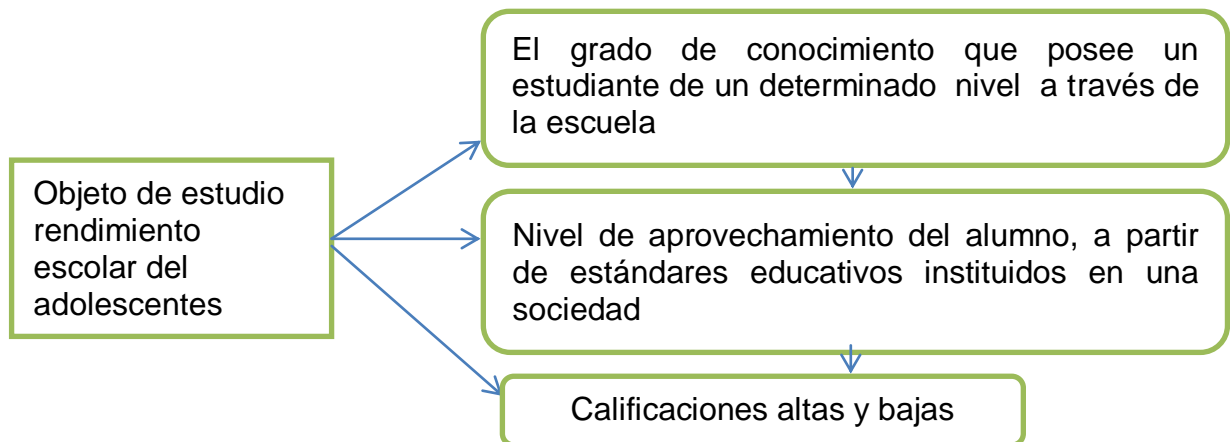 El grado de conocimiento que posee un
estudiante de un determinado nivel a través de
la escuela
Objeto de estudio
rendimiento
escolar del
adolescentes
Nivel de aprovechamiento del alumno, a partir
de estándares educativos instituidos en una
sociedad
Calificaciones altas y bajas